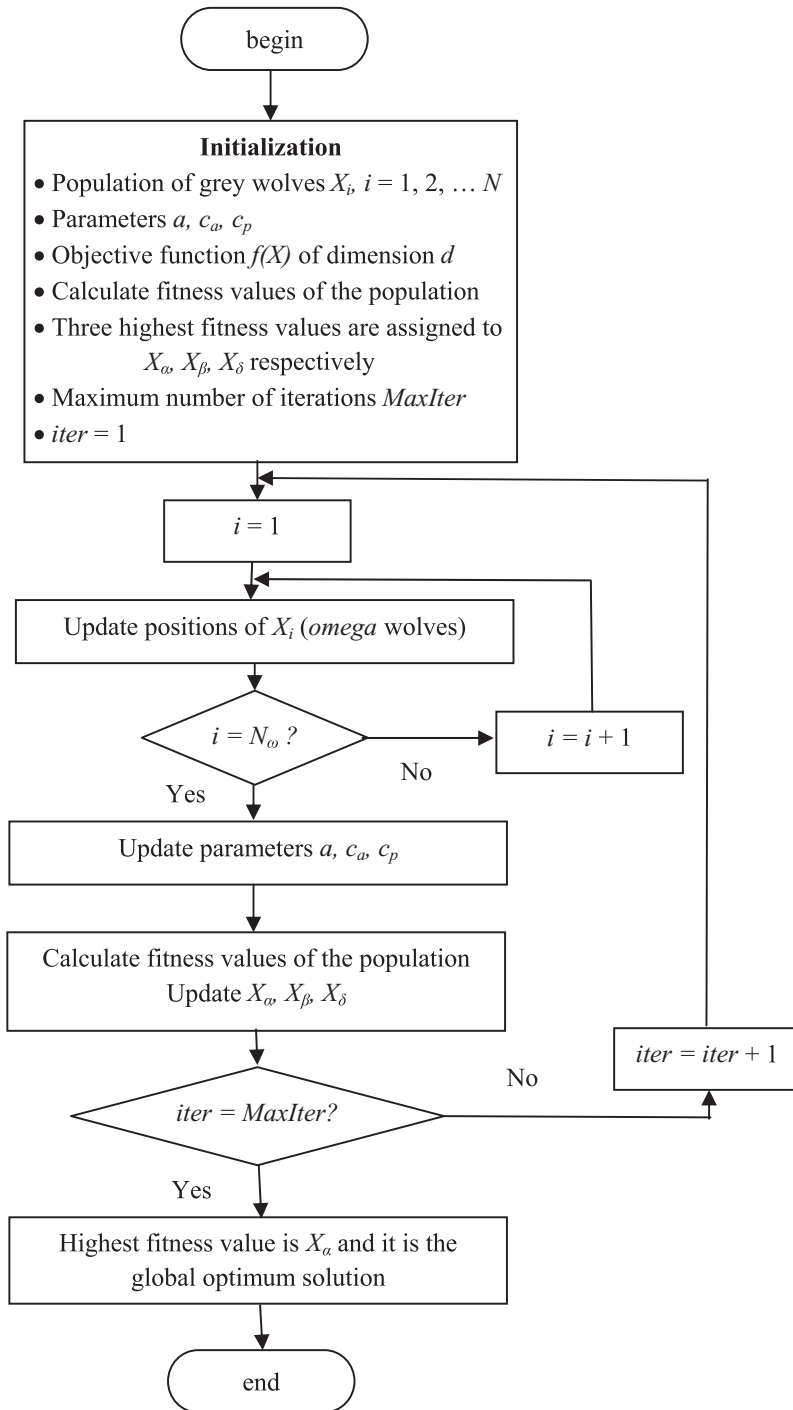 begin
Initialization
• Population of grey wolves Xi, i = 1, 2, … N
• Parameters a, ca, cp
• Objective function f(X) of dimension d
• Calculate fitness values of the population
• Three highest fitness values are assigned to
Xα, Xβ, Xδ respectively
• Maximum number of iterations MaxIter
• iter = 1
i = 1
Update positions of Xi (omega wolves)
i = Nω ?
No
i = i + 1
Yes
Update parameters a, ca, cp
Calculate fitness values of the population
Update Xα, Xβ, Xδ
iter = MaxIter?
No
iter = iter + 1
Yes
Highest fitness value is Xα and it is the
global optimum solution
end